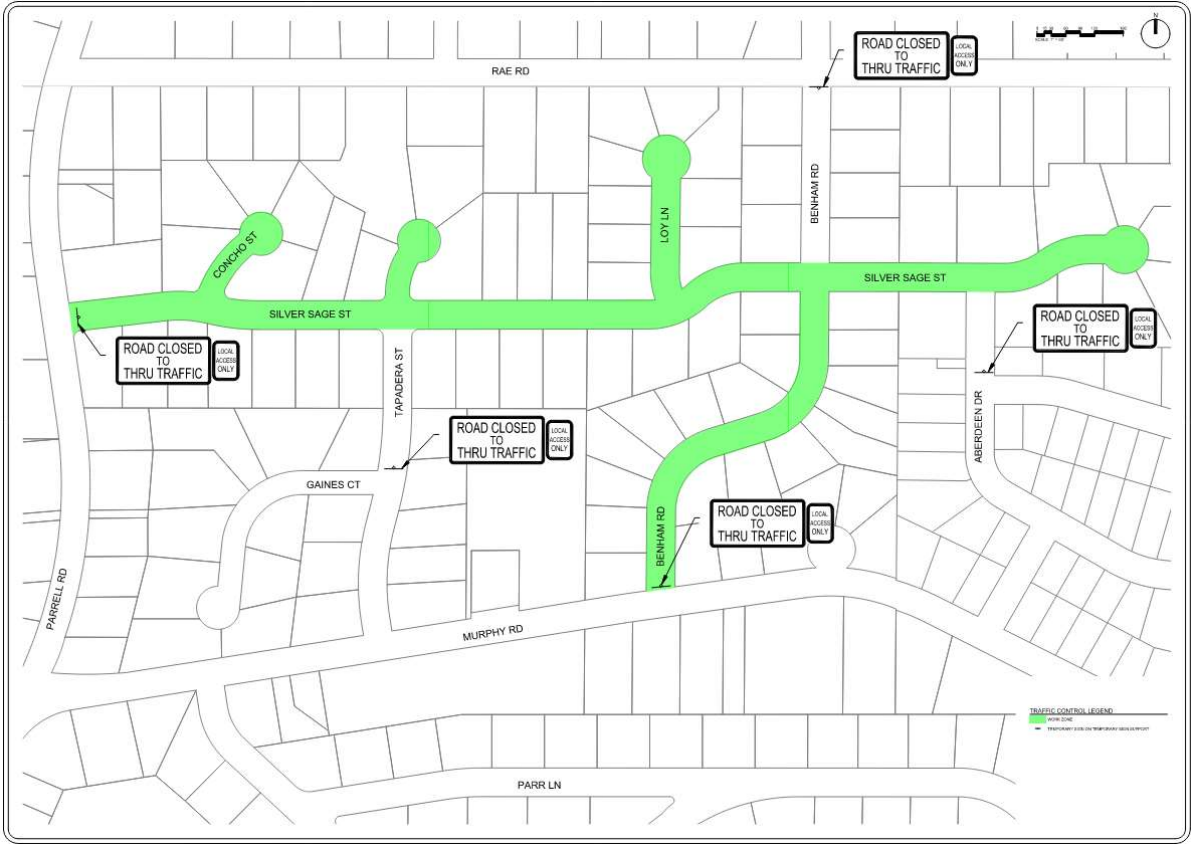 N
ROAD CLOSED
TO
THRU TRAFFIC
LOCAL
ACCESS
ONLY
RAE RD
BENHAM RD
LOY LN
CONCHO ST
SILVER SAGE ST
SILVER SAGE ST
ROAD CLOSED
TO
THRU TRAFFIC
LOCAL
ACCESS
ONLY
ROAD CLOSED
TO
THRU TRAFFIC
LOCAL
ACCESS
ONLY
TAPADERA ST
ABERDEEN DR
ROAD CLOSED
TO
THRU TRAFFIC
LOCAL
ACCESS
ONLY
GAINES CT
ROAD CLOSED
TO
THRU TRAFFIC
LOCAL
ACCESS
ONLY
BENHAM RD
PARRELL RD
MURPHY RD
TRAFFIC CONTROL LEGEND
WORK ZONE
PARR LN